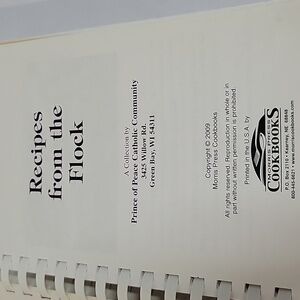 Recipes
from the
Flock
A Collection by
Prince of Peace Catholic Community
3425 Willow Rd.
Green Bay, WI 54311
Copyright © 2009
Morris Press Cookbooks
All rights reserved. Reproduction in whole or in
part without written permission is prohibited.
Printed in the U.S.A. by
MORRIS PRESS
COOKBOOKS
P.O. Box 2110 • Kearney, NE 68848
800-445-6621 • www.morriscookbooks.com